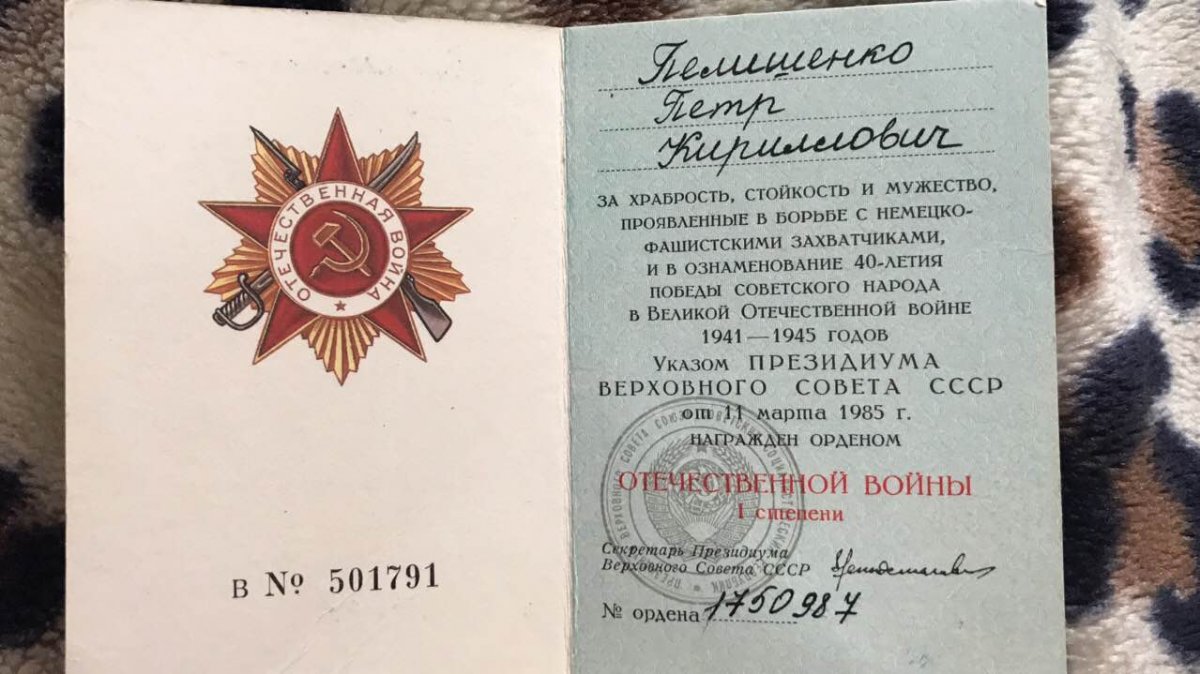 ОТЕЧЕСТВЕННАЯ ВОЙНА
В № 501791
Пелишенко
Петр
Кириллович
ЗА ХРАБРОСТЬ, СТОЙКОСТЬ И МУЖЕСТВО,
ПРОЯВЛЕННЫЕ В БОРЬБЕ С НЕМЕЦКО-
ФАШИСТСКИМИ ЗАХВАТЧИКАМИ,
И В ОЗНАМЕНОВАНИЕ 40-ЛЕТИЯ
ПОБЕДЫ СОВЕТСКОГО НАРОДА
В ВЕЛИКОЙ ОТЕЧЕСТВЕННОЙ ВОЙНЕ
1941—1945 ГОДОВ
УКАЗОМ ПРЕЗИДИУМА
ВЕРХОВНОГО СОВЕТА СССР
от 11 марта 1985 г.
НАГРАЖДЕН ОРДЕНОМ
ОТЕЧЕСТВЕННОЙ ВОЙНЫ
I степени
Секретарь Президиума
Верховного Совета СССР
№ ордена 1750987